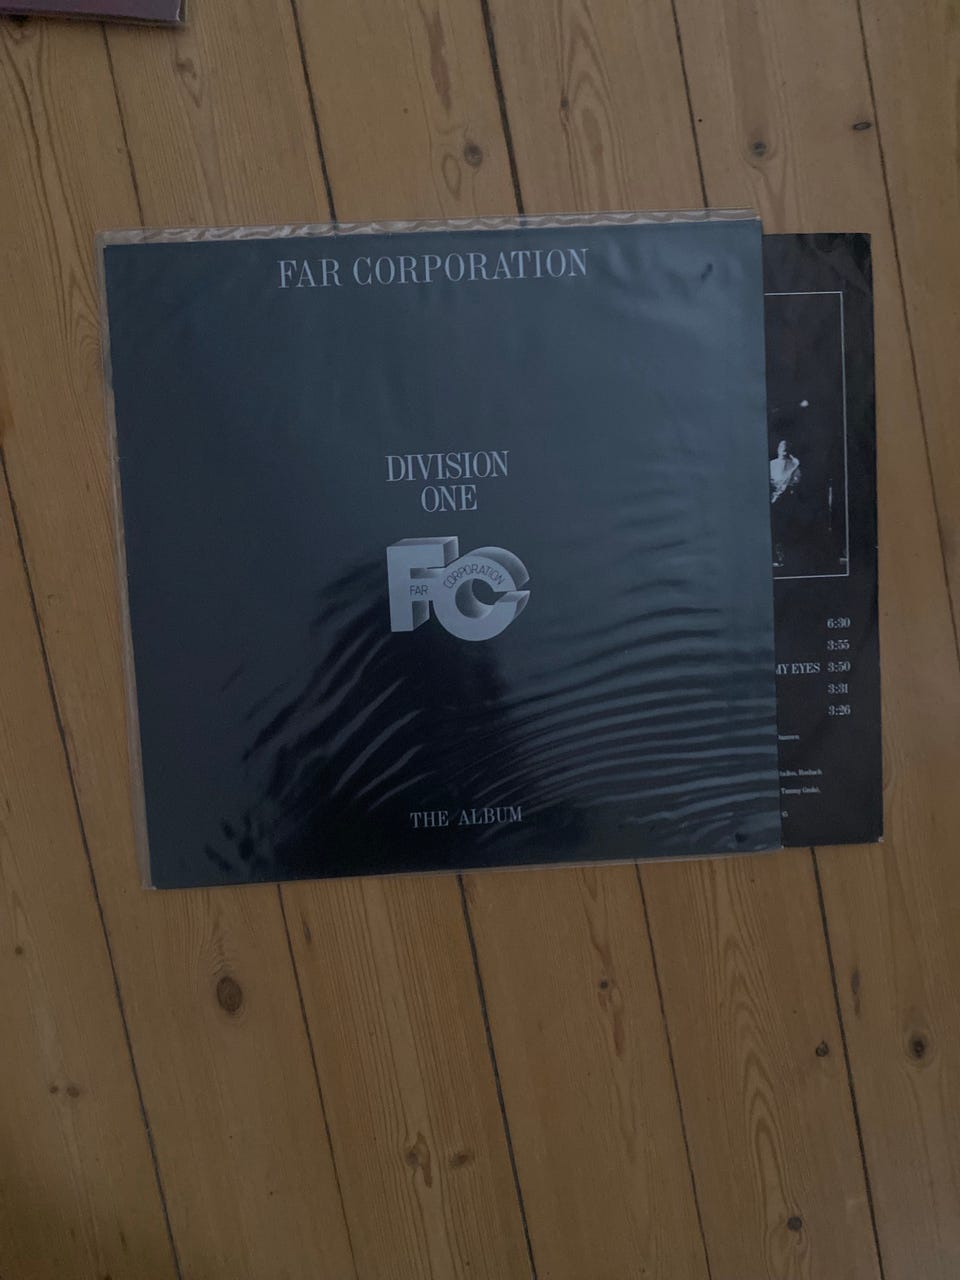 FAR CORPORATION
DIVISION
ONE
FC
FAR CORPORATION
THE ALBUM
6:30
3:55
MY EYES 3:50
3:31
3:26